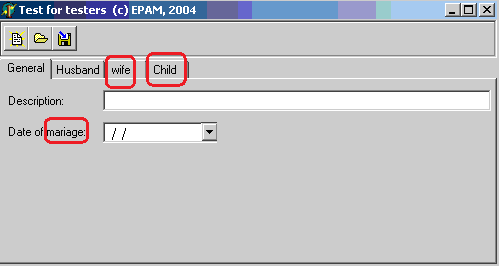 Test for testers (c) EPAM, 2004
General Husband wife Child
Description:
Date of mariage: / /